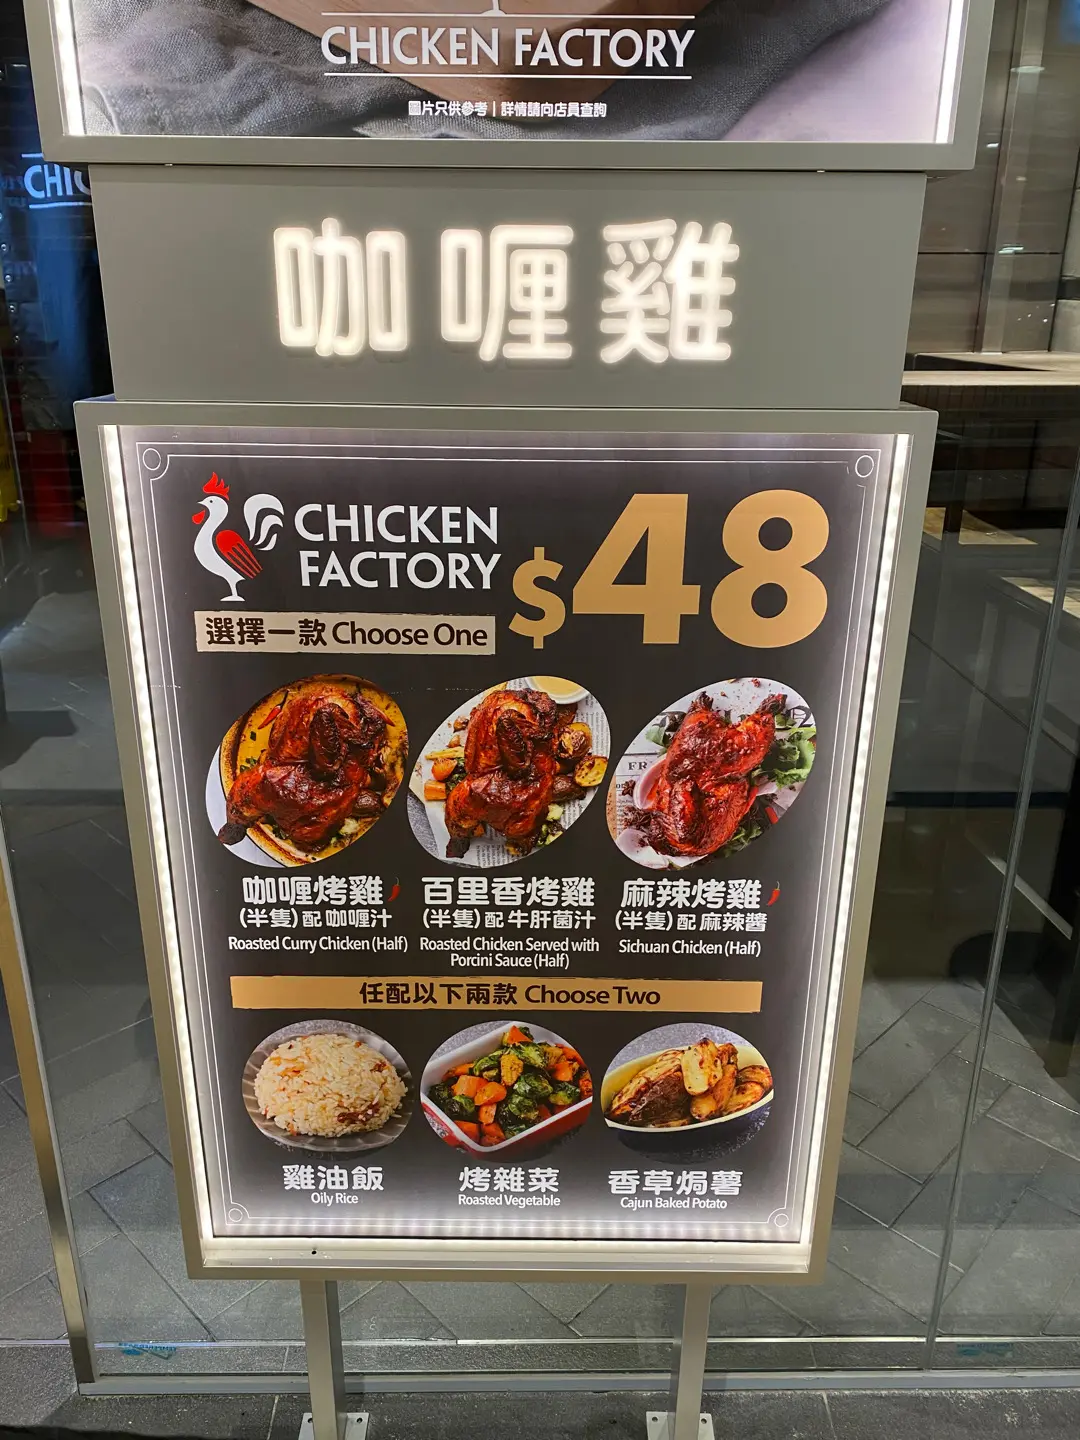 CHICKEN FACTORY
圖片只供參考 | 詳情請向店員查詢
咖喱雞
CHICKEN
FACTORY
$48
選擇一款 Choose One
咖喱烤雞
(半隻) 配 咖喱汁
Roasted Curry Chicken (Half)
百里香烤雞
(半隻) 配 牛肝菌汁
Roasted Chicken Served with
Porcini Sauce (Half)
麻辣烤雞
(半隻) 配 麻辣醬
Sichuan Chicken (Half)
任配以下兩款 Choose Two
雞油飯
Oily Rice
烤雜菜
Roasted Vegetable
香草焗薯
Cajun Baked Potato